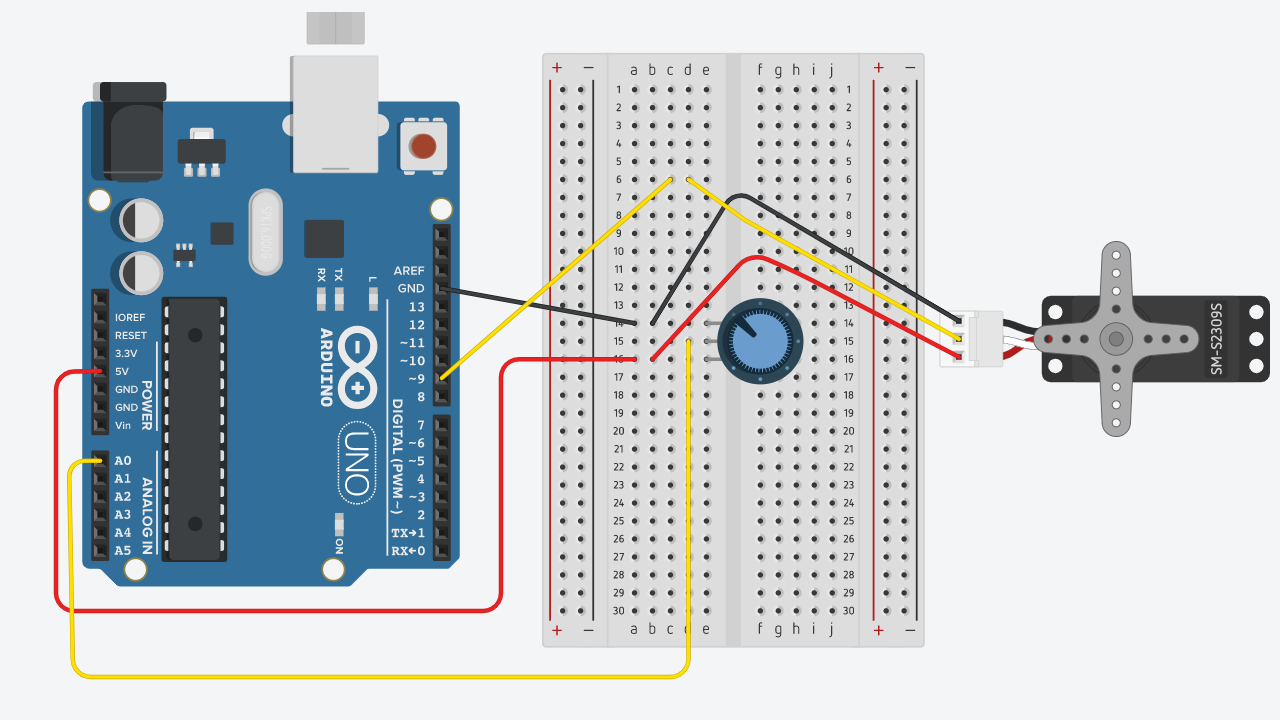 AREF
GND
13
12
~11
~10
~9
8
7
~6
~5
4
~3
2
TX→1
RX←0
DIGITAL (PWM~)
RX
TX
L
ARDUINO
UNO
ON
IOREF
RESET
3.3V
5V
GND
GND
Vin
POWER
A0
A1
A2
A3
A4
A5
ANALOG IN
+ − a b c d e f g h i j + −
1 1
2 2
3 3
4 4
5 5
6 6
7 7
8 8
9 9
10 10
11 11
12 12
13 13
14 14
15 15
16 16
17 17
18 18
19 19
20 20
21 21
22 22
23 23
24 24
25 25
26 26
27 27
28 28
29 29
30 30
+ − a b c d e f g h i j + −
SM-S2309S